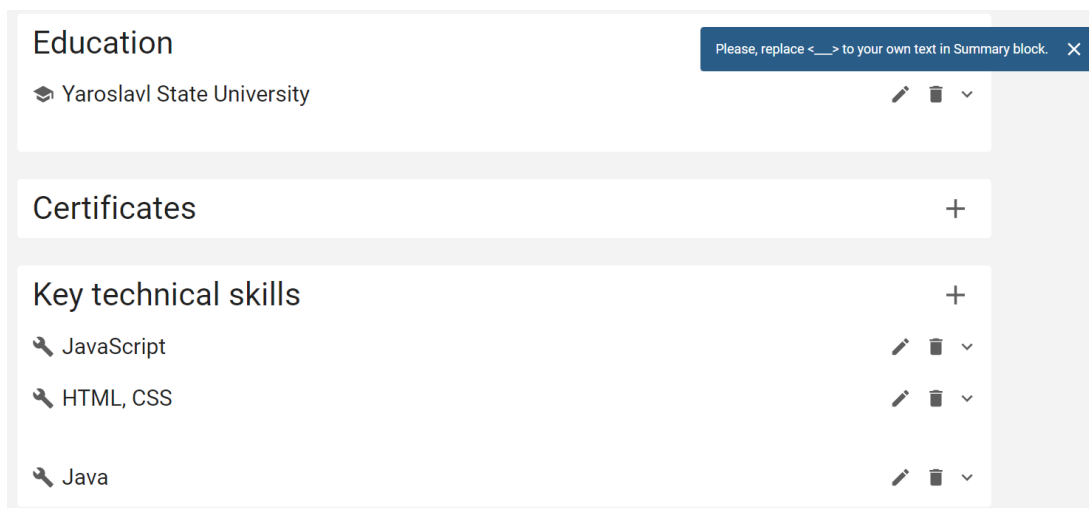 Education
Please, replace <___> to your own text in Summary block.
Yaroslavl State University
Certificates
Key technical skills
JavaScript
HTML, CSS
Java